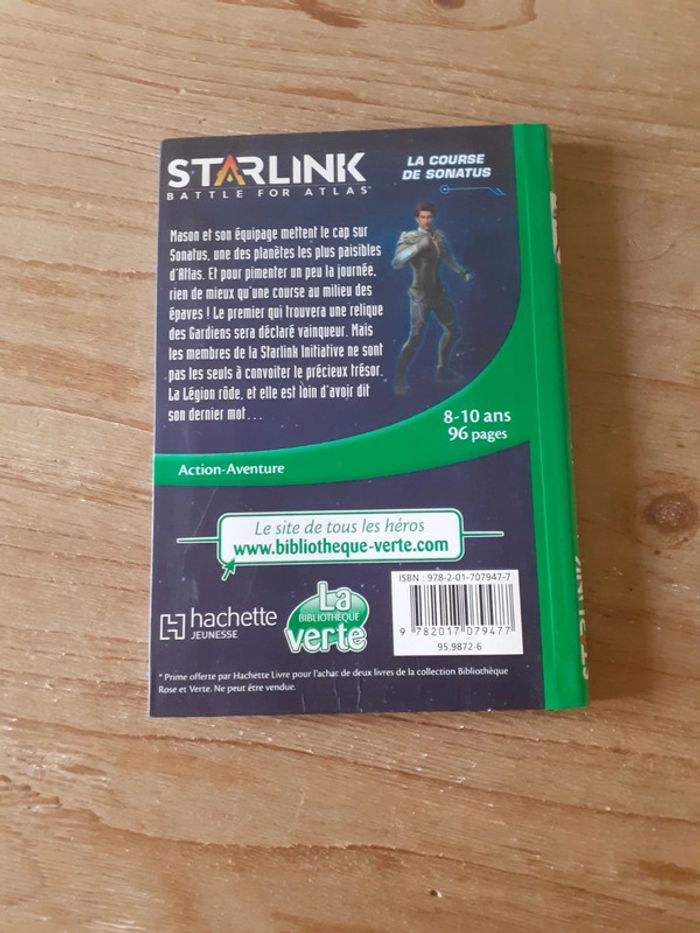 STARLINK
BATTLE FOR ATLAS™
LA COURSE
DE SONATUS
Mason et son équipage mettent le cap sur
Sonatus, une des planètes les plus paisibles
d'Atlas. Et pour pimenter un peu la journée,
rien de mieux qu'une course au milieu des
épaves ! Le premier qui trouvera une relique
des Gardiens sera déclaré vainqueur. Mais
les membres de la Starlink Initiative ne sont
pas les seuls à convoiter le précieux trésor.
La Légion rôde, et elle est loin d'avoir dit
son dernier mot...
8-10 ans
96 pages
Action-Aventure
Le site de tous les héros
www.bibliotheque-verte.com
hachette
JEUNESSE
La
BIBLIOTHÈQUE
verte
ISBN : 978-2-01-707947-7
9 782017 079477
95.9872-6
* Prime offerte par Hachette Livre pour l'achat de deux livres de la collection Bibliothèque
Rose et Verte. Ne peut être vendue.
STARLINK